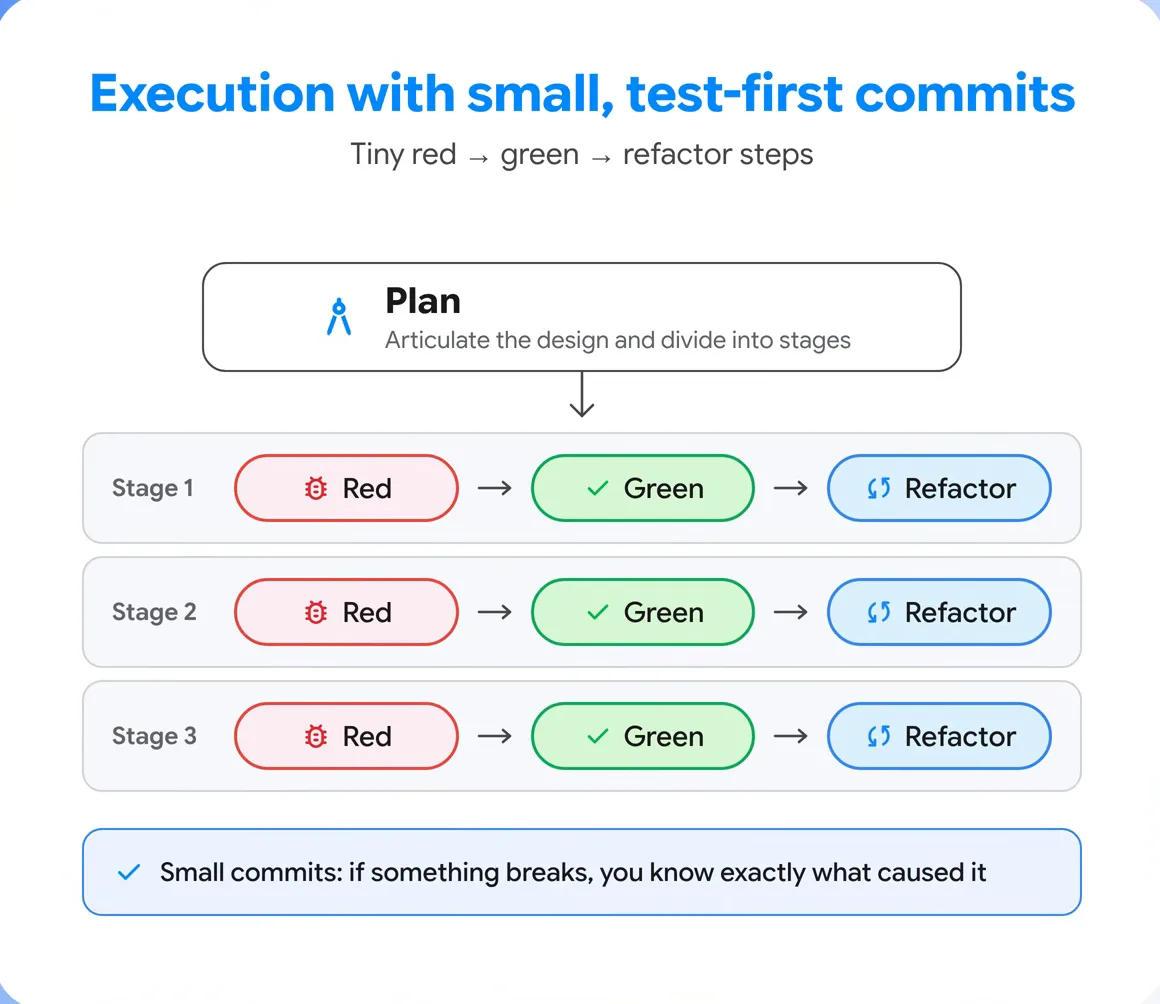 Execution with small, test-first commits
Tiny red → green → refactor steps
Plan
Articulate the design and divide into stages
Stage 1 Red → Green → Refactor
Stage 2 Red → Green → Refactor
Stage 3 Red → Green → Refactor
Small commits: if something breaks, you know exactly what caused it